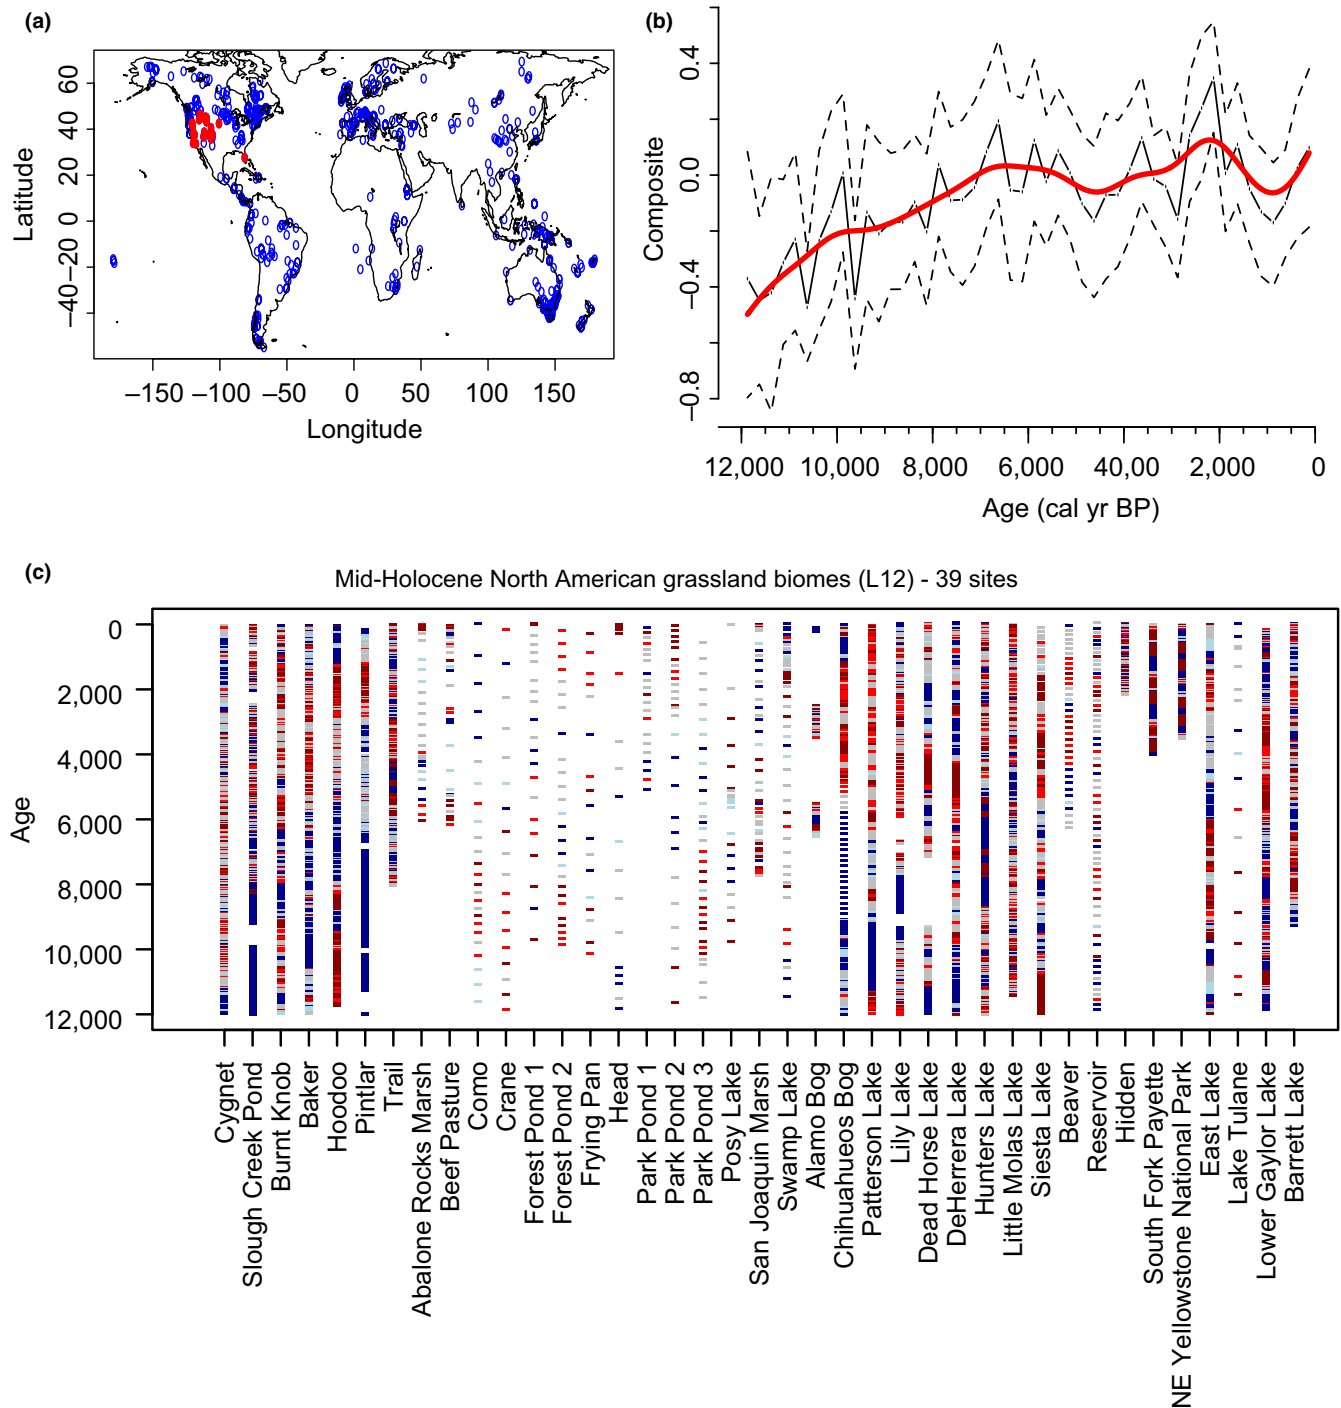 (a)
Latitude
60
40
20
0
−20
−40
−150 −100 −50 0 50 100 150
Longitude
(b)
Composite
0.4
0.0
−0.4
−0.8
12,000 10,000 8,000 6,000 40,00 2,000 0
Age (cal yr BP)
(c)
Mid-Holocene North American grassland biomes (L12) - 39 sites
Age
0
2,000
4,000
6,000
8,000
10,000
12,000
Cygnet
Slough Creek Pond
Burnt Knob
Baker
Hoodoo
Pintlar
Trail
Abalone Rocks Marsh
Beef Pasture
Como
Crane
Forest Pond 1
Forest Pond 2
Frying Pan
Head
Park Pond 1
Park Pond 2
Park Pond 3
Posy Lake
San Joaquin Marsh
Swamp Lake
Alamo Bog
Chihuahueos Bog
Patterson Lake
Lily Lake
Dead Horse Lake
DeHerrera Lake
Hunters Lake
Little Molas Lake
Siesta Lake
Beaver
Reservoir
Hidden
South Fork Payette
NE Yellowstone National Park
East Lake
Lake Tulane
Lower Gaylor Lake
Barrett Lake